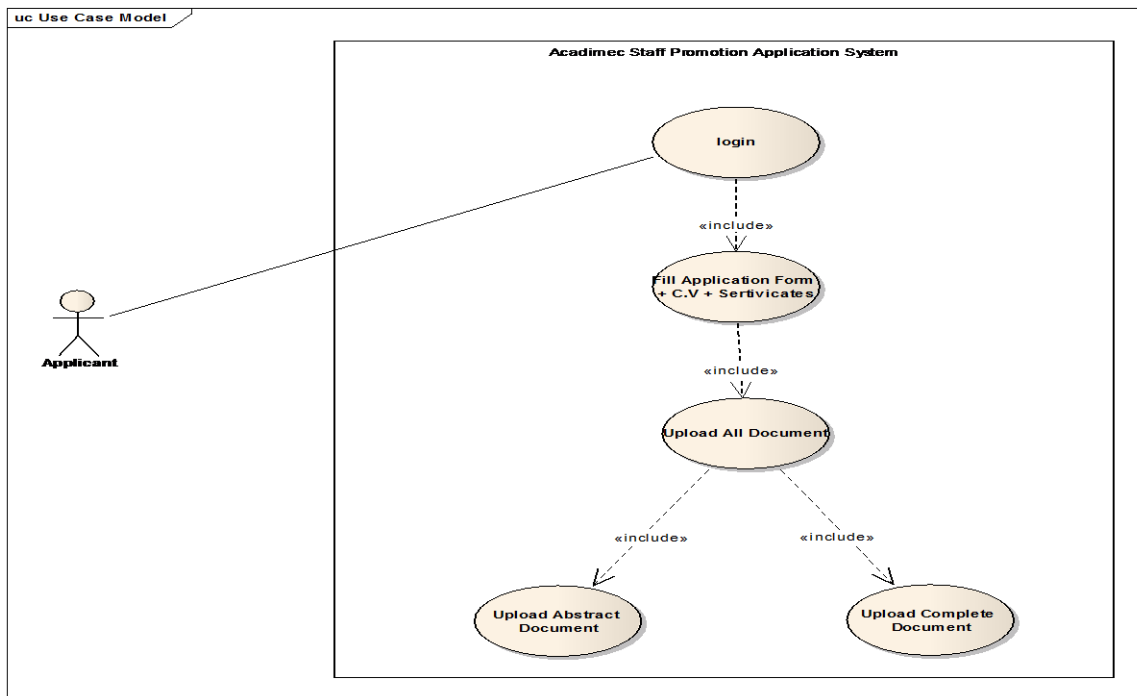 uc Use Case Model
Acadimec Staff Promotion Application System
login
«include»
Fill Application Form
+ C.V + Sertivicates
«include»
Applicant
Upload All Document
«include»
«include»
Upload Abstract
Document
Upload Complete
Document